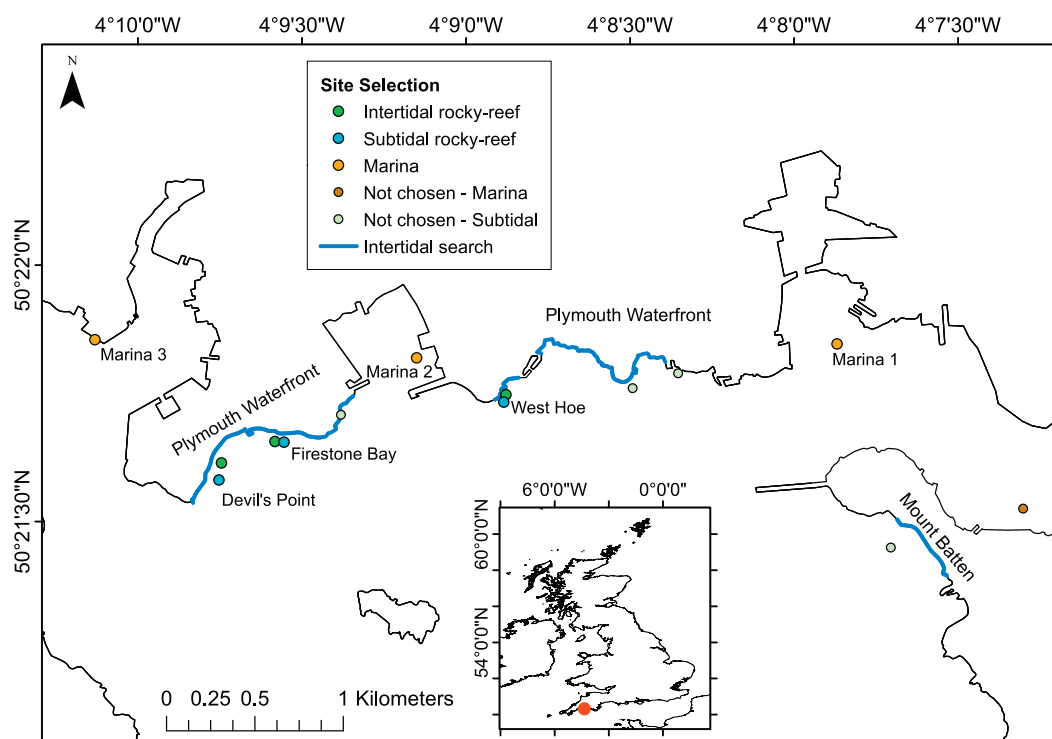 4°10'0"W 4°9'30"W 4°9'0"W 4°8'30"W 4°8'0"W 4°7'30"W
N
Site Selection
Intertidal rocky-reef
Subtidal rocky-reef
Marina
Not chosen - Marina
Not chosen - Subtidal
Intertidal search
50°22'0"N
50°21'30"N
Plymouth Waterfront
Marina 3
Marina 2
Marina 1
Plymouth Waterfront
West Hoe
Firestone Bay
Devil's Point
Mount Batten
6°0'0"W 0°0'0"
60°0'0"N
54°0'0"N
0 0.25 0.5 1 Kilometers